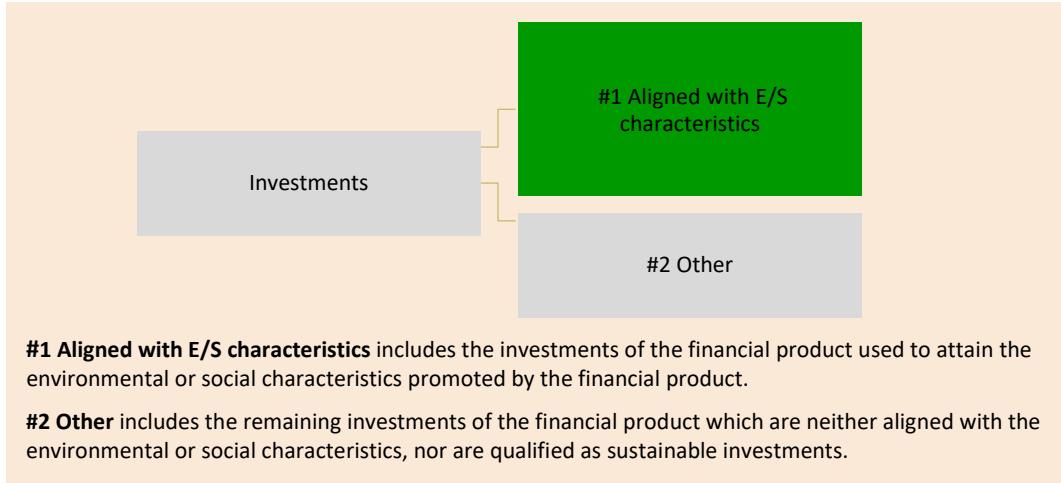 #1 Aligned with E/S
characteristics
Investments
#2 Other
#1 Aligned with E/S characteristics includes the investments of the financial product used to attain the
environmental or social characteristics promoted by the financial product.
#2 Other includes the remaining investments of the financial product which are neither aligned with the
environmental or social characteristics, nor are qualified as sustainable investments.